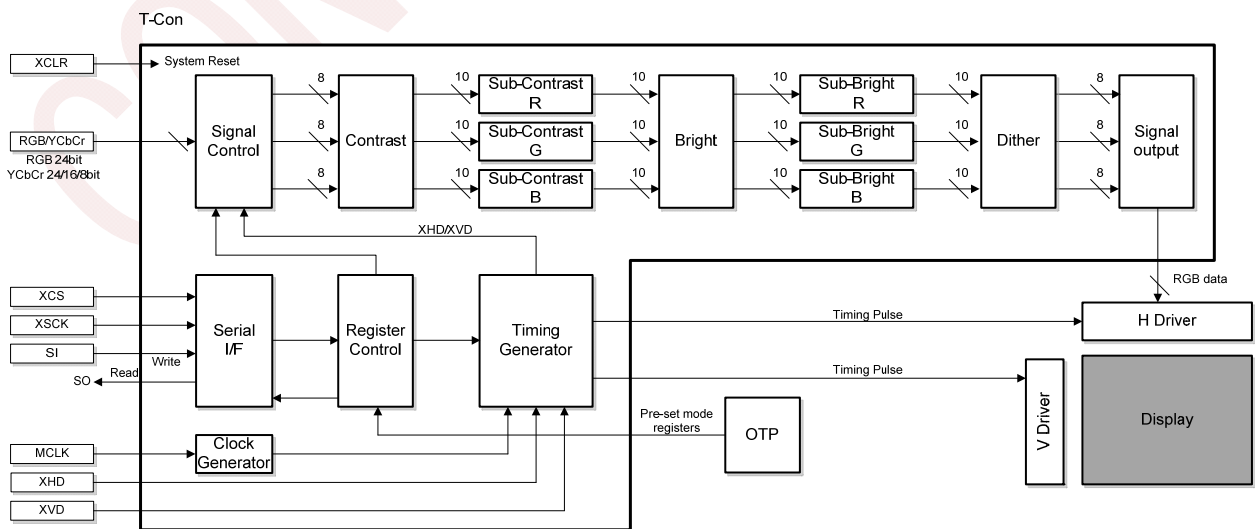 T-Con
XCLR
System Reset
8
10
Sub-Contrast
R
10
Sub-Bright
R
10
8
RGB/YCbCr
RGB 24bit
YCbCr 24/16/8bit
Signal
Control
8
Contrast
10
Sub-Contrast
G
10
Bright
10
Sub-Bright
G
10
Dither
8
Signal
output
8
10
Sub-Contrast
B
10
10
Sub-Bright
B
10
8
10
XHD/XVD
RGB data
XCS
XSCK
SI
Write
SO
Read
Serial
I/F
Register
Control
Timing
Generator
Timing Pulse
H Driver
Timing Pulse
V Driver
Display
Pre-set mode
registers
OTP
MCLK
Clock
Generator
XHD
XVD